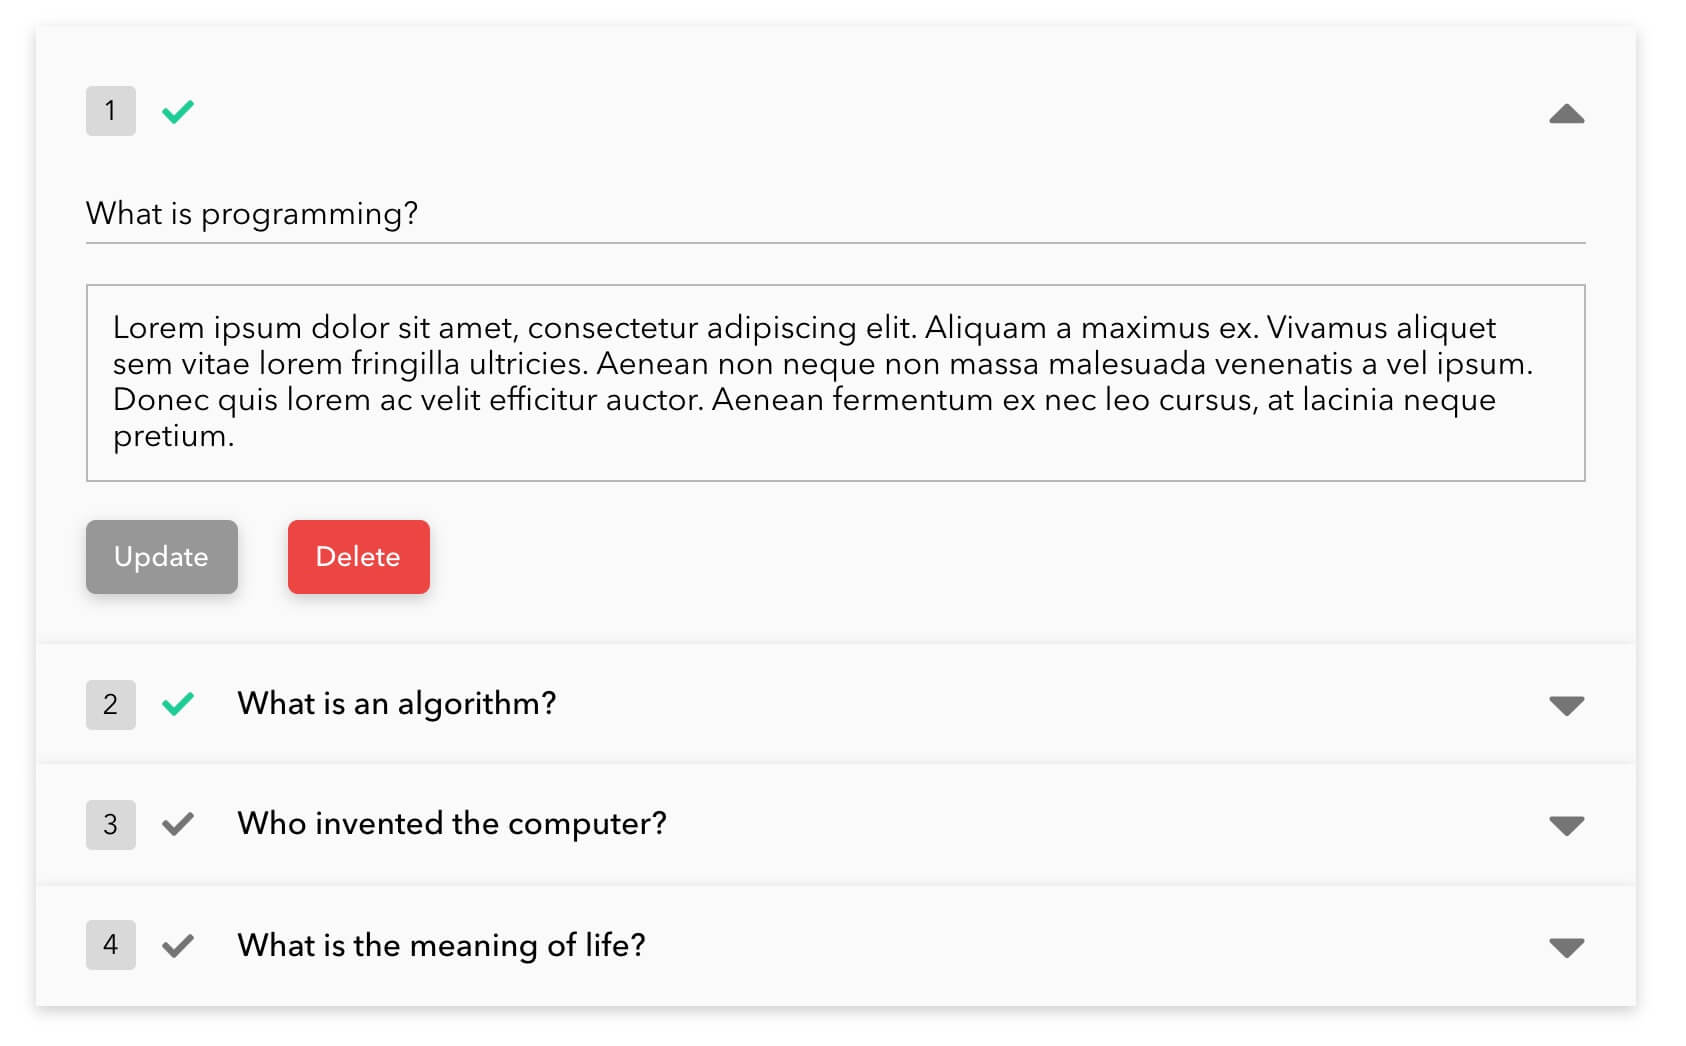 1
What is programming?
Lorem ipsum dolor sit amet, consectetur adipiscing elit. Aliquam a maximus ex. Vivamus aliquet
sem vitae lorem fringilla ultricies. Aenean non neque non massa malesuada venenatis a vel ipsum.
Donec quis lorem ac velit efficitur auctor. Aenean fermentum ex nec leo cursus, at lacinia neque
pretium.
Update Delete
2 What is an algorithm?
3 Who invented the computer?
4 What is the meaning of life?